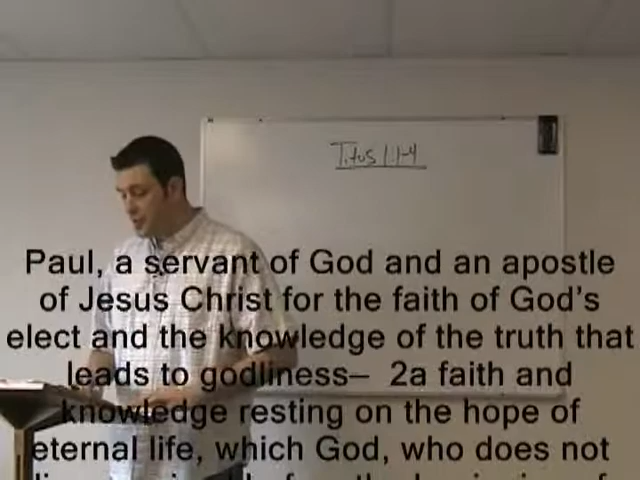 Titus 1:1-4
Paul, a servant of God and an apostle
of Jesus Christ for the faith of God's
elect and the knowledge of the truth that
leads to godliness– 2a faith and
knowledge resting on the hope of
eternal life, which God, who does not